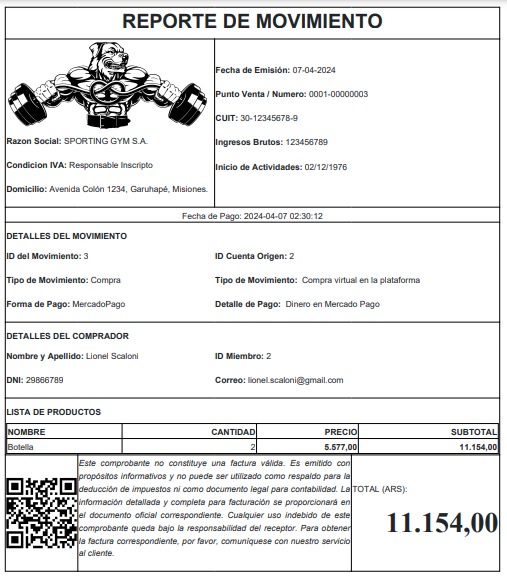 REPORTE DE MOVIMIENTO
Razon Social: SPORTING GYM S.A.
Condicion IVA: Responsable Inscripto
Domicilio: Avenida Colón 1234, Garuhapé, Misiones.
Fecha de Emisión: 07-04-2024
Punto Venta / Numero: 0001-00000003
CUIT: 30-12345678-9
Ingresos Brutos: 123456789
Inicio de Actividades: 02/12/1976
Fecha de Pago: 2024-04-07 02:30:12
DETALLES DEL MOVIMIENTO
ID del Movimiento: 3 ID Cuenta Origen: 2
Tipo de Movimiento: Compra Tipo de Movimiento: Compra virtual en la plataforma
Forma de Pago: MercadoPago Detalle de Pago: Dinero en Mercado Pago
DETALLES DEL COMPRADOR
Nombre y Apellido: Lionel Scaloni ID Miembro: 2
DNI: 29866789 Correo: lionel.scaloni@gmail.com
LISTA DE PRODUCTOS
NOMBRE CANTIDAD PRECIO SUBTOTAL
Botella 2 5.577,00 11.154,00
Este comprobante no constituye una factura válida. Es emitido con
propósitos informativos y no puede ser utilizado como respaldo para la
deducción de impuestos ni como documento legal para contabilidad. La
información detallada y completa para facturación se proporcionará en
el documento oficial correspondiente. Cualquier uso indebido de este
comprobante queda bajo la responsabilidad del receptor. Para obtener
la factura correspondiente, por favor, comuníquese con nuestro servicio
al cliente.
TOTAL (ARS):
11.154,00